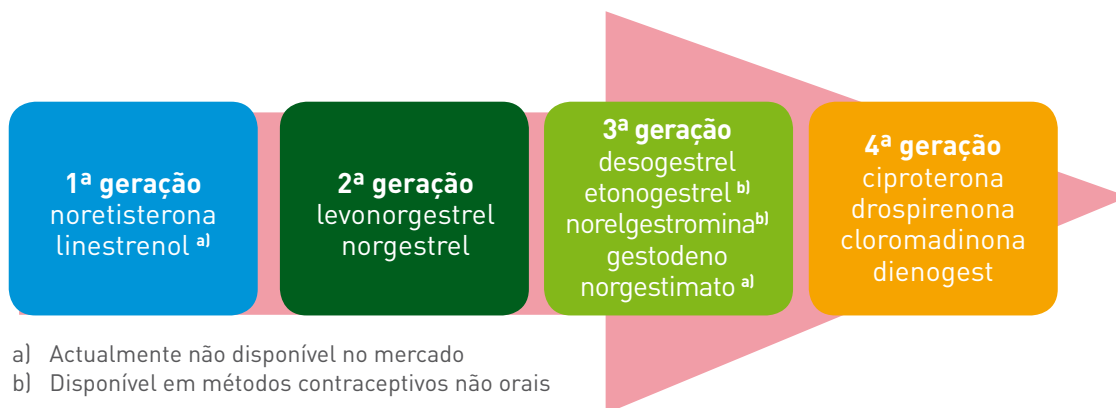 1ª geração
noretisterona
linestrenol a)
2ª geração
levonorgestrel
norgestrel
3ª geração
desogestrel
etonogestrel b)
norelgestromina b)
gestodeno
norgestimato a)
4ª geração
ciproterona
drospirenona
cloromadinona
dienogest
a) Actualmente não disponível no mercado
b) Disponível em métodos contraceptivos não orais